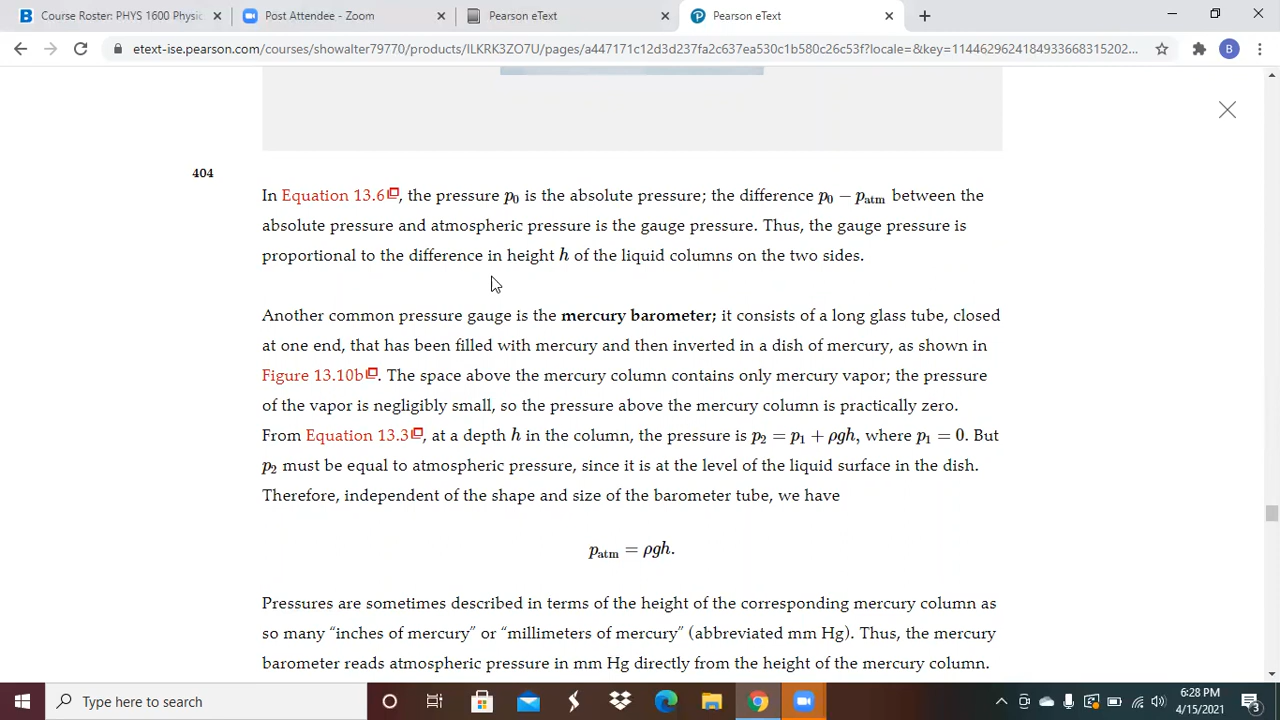 Course Roster: PHYS 1600 Physic
Post Attendee - Zoom
Pearson eText
Pearson eText
etext-ise.pearson.com/courses/showalter79770/products/ILKRK3ZO7U/pages/a447171c12d3d237fa2c637ea530c1b580c26c53f?locale=&key=1144629624184933668315202...
B
404
In Equation 13.6, the pressure p₀ is the absolute pressure; the difference p₀ − pₐₜₘ between the
absolute pressure and atmospheric pressure is the gauge pressure. Thus, the gauge pressure is
proportional to the difference in height h of the liquid columns on the two sides.
Another common pressure gauge is the mercury barometer; it consists of a long glass tube, closed
at one end, that has been filled with mercury and then inverted in a dish of mercury, as shown in
Figure 13.10b. The space above the mercury column contains only mercury vapor; the pressure
of the vapor is negligibly small, so the pressure above the mercury column is practically zero.
From Equation 13.3, at a depth h in the column, the pressure is p₂ = p₁ + ρgh, where p₁ = 0. But
p₂ must be equal to atmospheric pressure, since it is at the level of the liquid surface in the dish.
Therefore, independent of the shape and size of the barometer tube, we have
pₐₜₘ = ρgh.
Pressures are sometimes described in terms of the height of the corresponding mercury column as
so many “inches of mercury” or “millimeters of mercury” (abbreviated mm Hg). Thus, the mercury
barometer reads atmospheric pressure in mm Hg directly from the height of the mercury column.
Type here to search
6:28 PM
4/15/2021
3